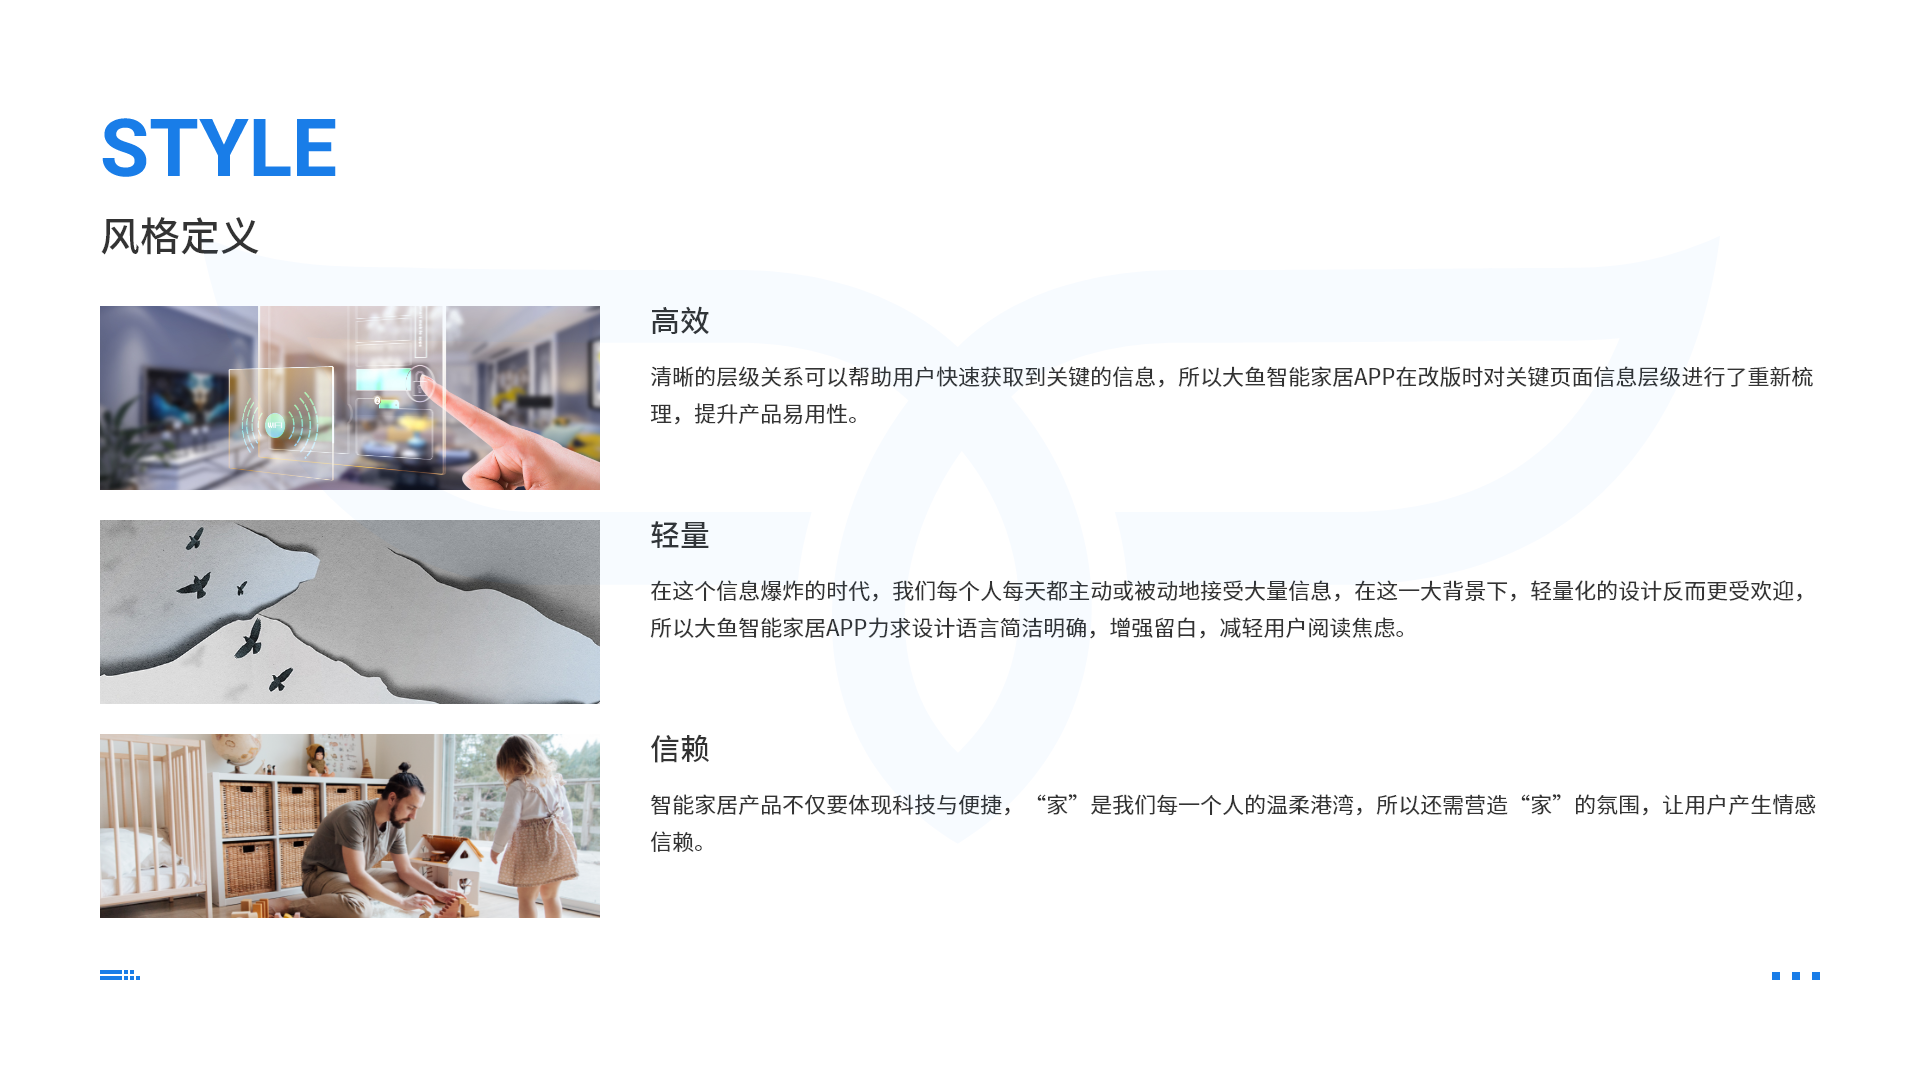 STYLE
风格定义
高效
清晰的层级关系可以帮助用户快速获取到关键的信息，所以大鱼智能家居APP在改版时对关键页面信息层级进行了重新梳
理，提升产品易用性。
轻量
在这个信息爆炸的时代，我们每个人每天都主动或被动地接受大量信息，在这一大背景下，轻量化的设计反而更受欢迎，
所以大鱼智能家居APP力求设计语言简洁明确，增强留白，减轻用户阅读焦虑。
信赖
智能家居产品不仅要体现科技与便捷，“家”是我们每一个人的温柔港湾，所以还需营造“家”的氛围，让用户产生情感
信赖。